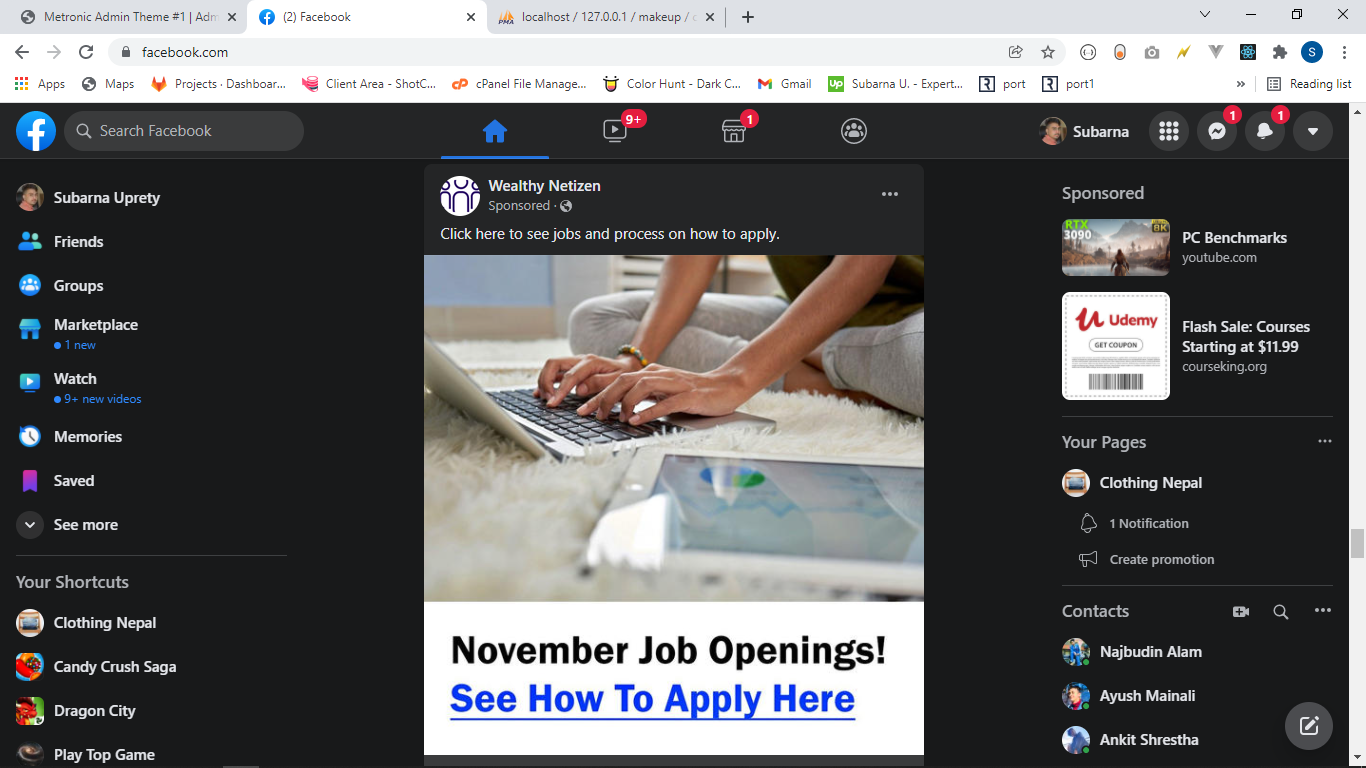 Metronic Admin Theme #1 | Adm
(2) Facebook
localhost / 127.0.0.1 / makeup / c
facebook.com
S
Apps
Maps
Projects · Dashboar...
Client Area - ShotC...
cPanel File Manage...
Color Hunt - Dark C...
Gmail
Subarna U. - Expert...
port
port1
»
Reading list
Search Facebook
9+
1
Subarna
1
1
Subarna Uprety
Friends
Groups
Marketplace
1 new
Watch
9+ new videos
Memories
Saved
See more
Your Shortcuts
Clothing Nepal
Candy Crush Saga
Dragon City
Play Top Game
Wealthy Netizen
Sponsored ·
Click here to see jobs and process on how to apply.
November Job Openings!
See How To Apply Here
Sponsored
RTX
3090
8K
PC Benchmarks
youtube.com
Udemy
GET COUPON
Flash Sale: Courses
Starting at $11.99
courseking.org
Your Pages
Clothing Nepal
1 Notification
Create promotion
Contacts
Najbudin Alam
Ayush Mainali
Ankit Shrestha